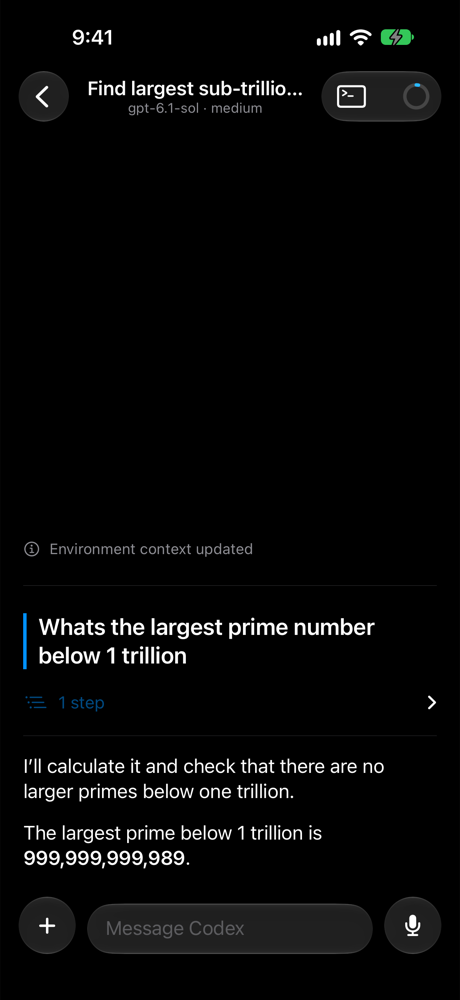 9:41
Find largest sub-trillio...
gpt-6.1-sol · medium
Environment context updated
Whats the largest prime number
below 1 trillion
1 step
I’ll calculate it and check that there are no
larger primes below one trillion.
The largest prime below 1 trillion is
999,999,999,989.
Message Codex